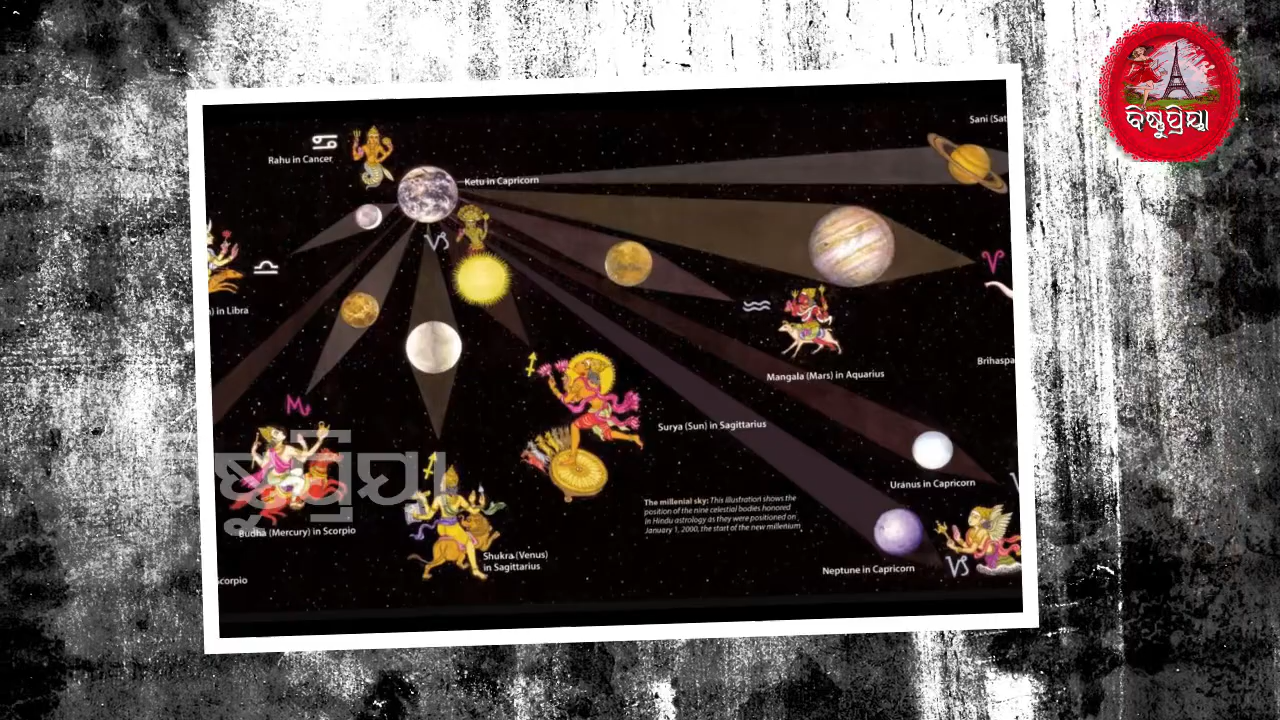 ବିଷ୍ଣୁପ୍ରିୟା
Sani (Sat
Rahu in Cancer
Ketu in Capricorn
) in Libra
Brihaspa
Mangala (Mars) in Aquarius
Surya (Sun) in Sagittarius
Uranus in Capricorn
The millenial sky: This illustration shows the
position of the nine celestial bodies honored
in Hindu astrology as they were positioned on
January 1, 2000, the start of the new millenium
ବିଷ୍ଣୁପ୍ରିୟା
Budha (Mercury) in Scorpio
Shukra (Venus)
in Sagittarius
Neptune in Capricorn
Scorpio